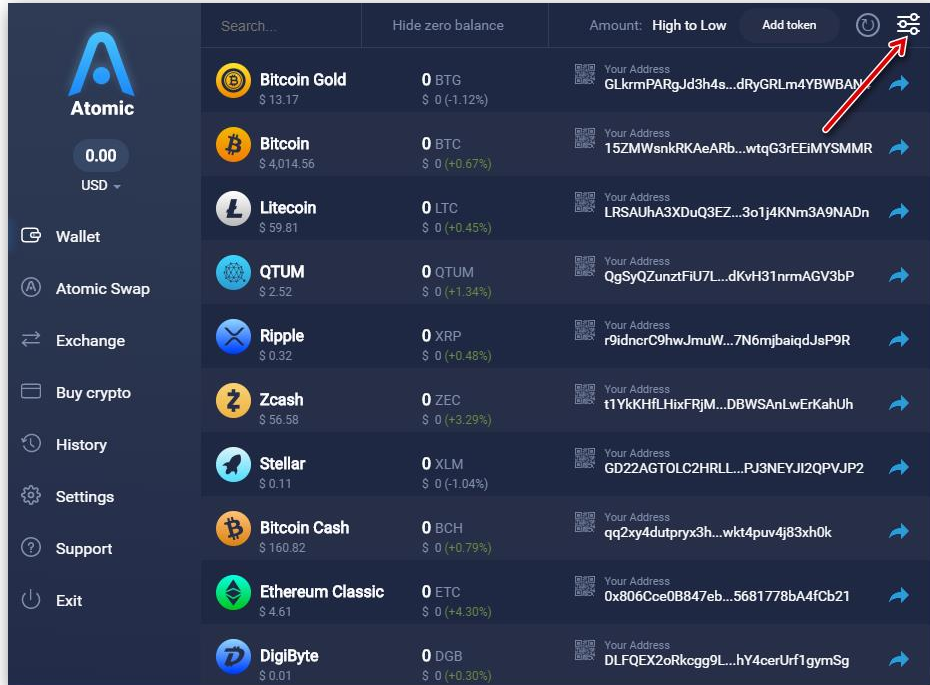 Atomic
0.00
USD
Wallet
Atomic Swap
Exchange
Buy crypto
History
Settings
Support
Exit
Search... Hide zero balance Amount: High to Low Add token
Bitcoin Gold 0 BTG Your Address
$ 13.17 $ 0 (-1.12%) GLkrmPARgJd3h4s...dRyGRLm4YBWBAN
Bitcoin 0 BTC Your Address
$ 4,014.56 $ 0 (+0.67%) 15ZMWsnkRKAeARb...wtqG3rEEiMYSMMR
Litecoin 0 LTC Your Address
$ 59.81 $ 0 (+0.45%) LRSAUhA3XDuQ3EZ...3o1j4KNm3A9NADn
QTUM 0 QTUM Your Address
$ 2.52 $ 0 (+1.34%) QgSyQZunztFiU7L...dKvH31nrmAGV3bP
Ripple 0 XRP Your Address
$ 0.32 $ 0 (+0.48%) r9idncrC9hwJmuW...7N6mjbaiqdJsP9R
Zcash 0 ZEC Your Address
$ 56.58 $ 0 (+3.29%) t1YkKHfLHixFRjM...DBWSAnLwErKahUh
Stellar 0 XLM Your Address
$ 0.11 $ 0 (-1.04%) GD22AGTOLC2HRLL...PJ3NEYJI2QPVJP2
Bitcoin Cash 0 BCH Your Address
$ 160.82 $ 0 (+0.79%) qq2xy4dutpryx3h...wkt4puv4j83xh0k
Ethereum Classic 0 ETC Your Address
$ 4.61 $ 0 (+4.30%) 0x806Cce0B847eb...5681778bA4fCb21
DigiByte 0 DGB Your Address
$ 0.01 $ 0 (+0.30%) DLFQEX2oRkcgg9L...hY4cerUrf1gymSg